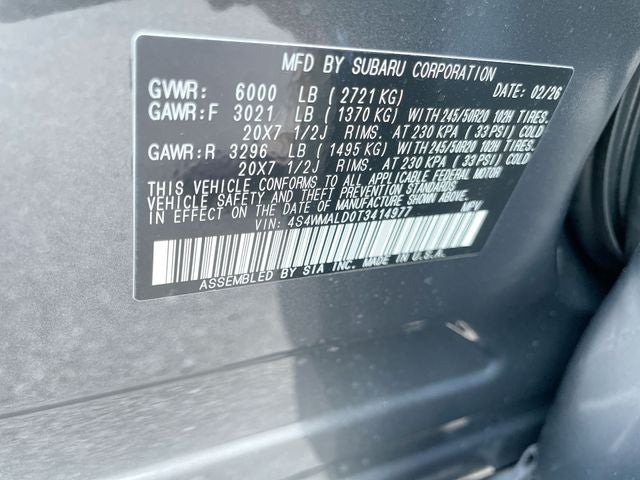 MFD BY SUBARU CORPORATION DATE: 02/26
GVWR: 6000 LB (2721 KG)
GAWR:F 3021 LB (1370 KG) WITH 245/50R20 102H TIRES.
20X7 1/2J RIMS. AT 230 KPA (33 PSI) COLD
GAWR:R 3296 LB (1495 KG) WITH 245/50R20 102H TIRES.
20X7 1/2J RIMS. AT 230 KPA (33 PSI) COLD
THIS VEHICLE CONFORMS TO ALL APPLICABLE FEDERAL MOTOR
VEHICLE SAFETY AND THEFT PREVENTION STANDARDS
IN EFFECT ON THE DATE OF MANUFACTURE SHOWN ABOVE.
VIN: 4S4WMALD0T3414977 MPV
ASSEMBLED BY SIA INC. MADE IN U.S.A.